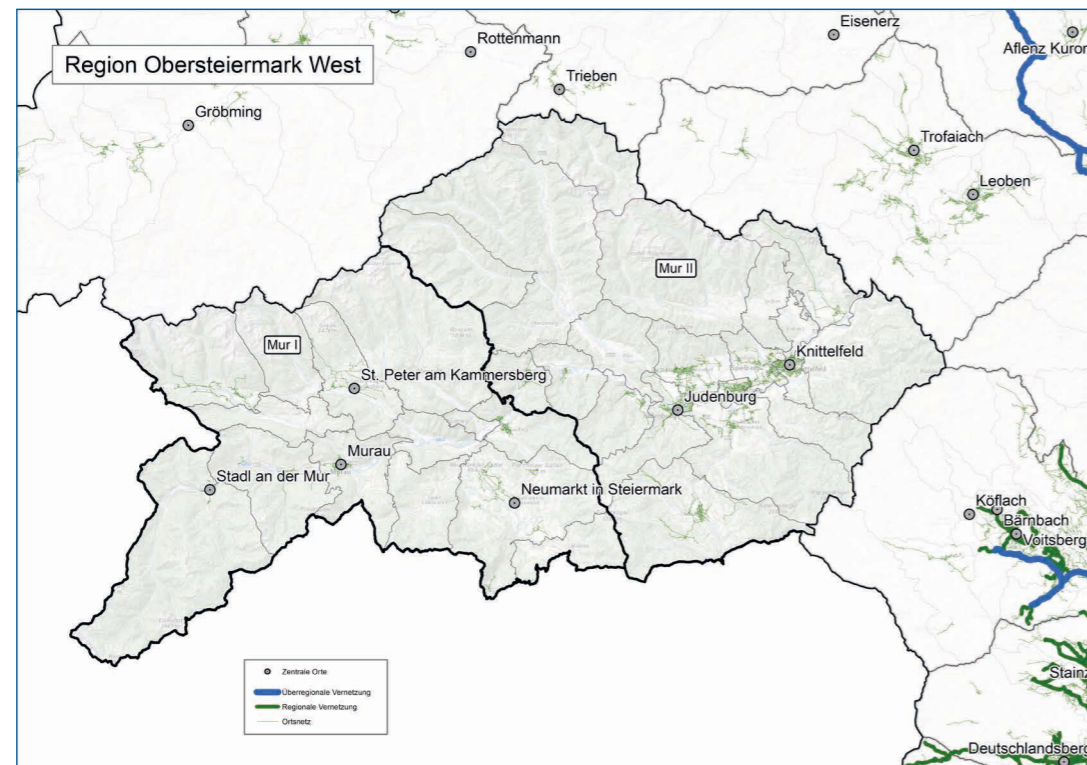 Region Obersteiermark West
Eisenerz
Rottenmann
Aflenz Kuror
Trieben
Gröbming
Trofaiach
Leoben
Mur II
Mur I
Knittelfeld
St. Peter am Kammersberg
Judenburg
Murau
Stadl an der Mur
Neumarkt in Steiermark
Köflach
Bärnbach
Voitsberg
Stainz
Zentrale Orte
Überregionale Vernetzung
Regionale Vernetzung
Ortsnetz
Deutschlandsberg